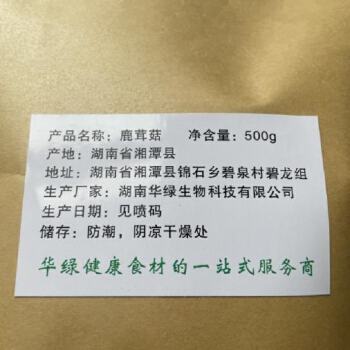 产品名称：鹿茸菇 净含量：500g
产地：湖南省湘潭县
地址：湖南省湘潭县锦石乡碧泉村碧龙组
生产厂家：湖南华绿生物科技有限公司
生产日期：见喷码
储存：防潮，阴凉干燥处
华绿健康食材的一站式服务商